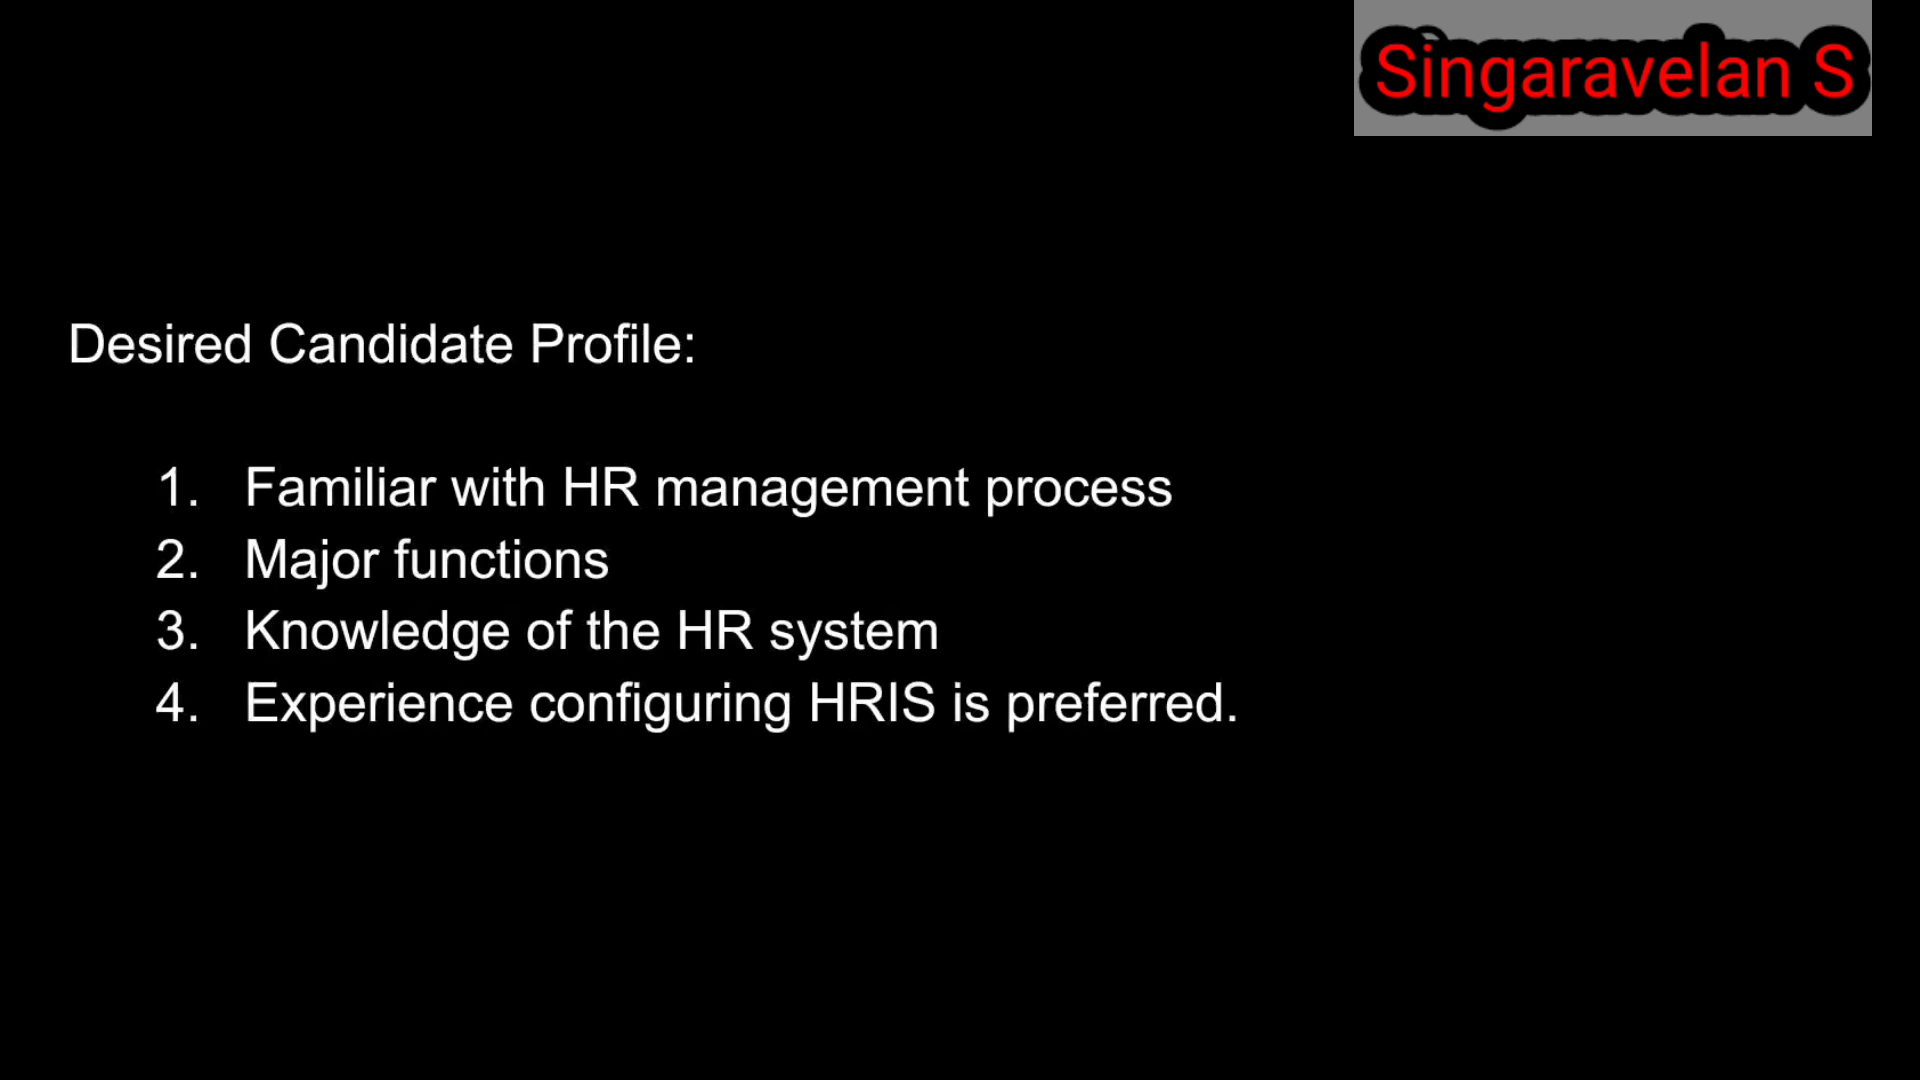 Singaravelan S
Desired Candidate Profile:
1. Familiar with HR management process
2. Major functions
3. Knowledge of the HR system
4. Experience configuring HRIS is preferred.